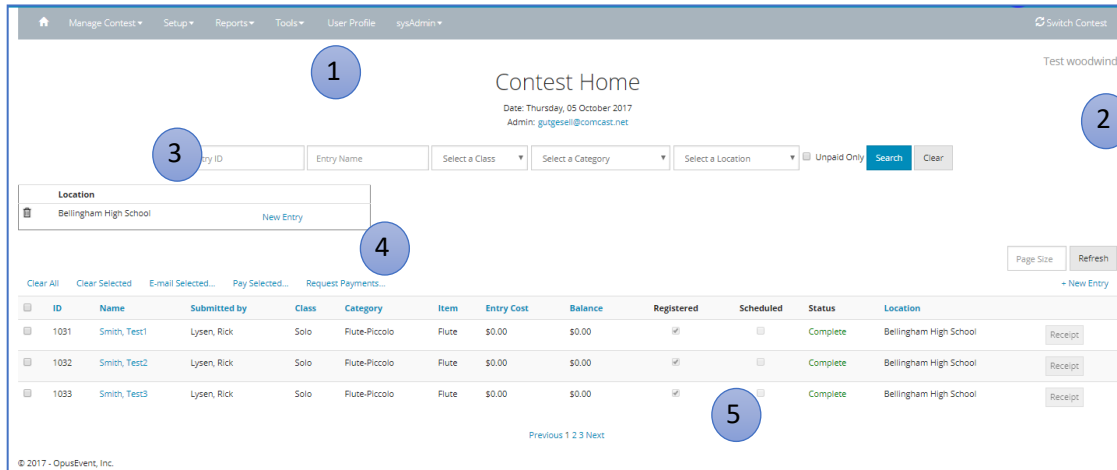 Manage Contest Setup Reports Tools User Profile sysAdmin Switch Contest
Test woodwind
1
Contest Home
Date: Thursday, 05 October 2017
Admin: gutgesell@comcast.net
2
3
try ID Entry Name Select a Class Select a Category Select a Location Unpaid Only Search Clear
Location
Bellingham High School New Entry
4
Page Size Refresh
Clear All Clear Selected E-mail Selected... Pay Selected... Request Payments... + New Entry
ID Name Submitted by Class Category Item Entry Cost Balance Registered Scheduled Status Location
1031 Smith, Test1 Lysen, Rick Solo Flute-Piccolo Flute $0.00 $0.00 Complete Bellingham High School Receipt
1032 Smith, Test2 Lysen, Rick Solo Flute-Piccolo Flute $0.00 $0.00 Complete Bellingham High School Receipt
1033 Smith, Test3 Lysen, Rick Solo Flute-Piccolo Flute $0.00 $0.00 Complete Bellingham High School Receipt
5
Previous 1 2 3 Next
© 2017 - OpusEvent, Inc.